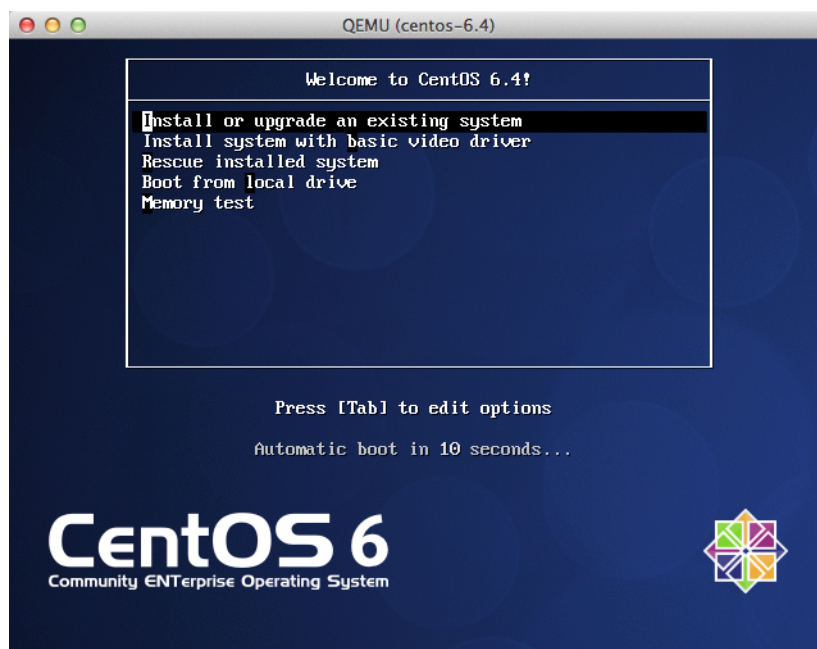 QEMU (centos-6.4)
Welcome to CentOS 6.4!
Install or upgrade an existing system
Install system with basic video driver
Rescue installed system
Boot from local drive
Memory test
Press [Tab] to edit options
Automatic boot in 10 seconds...
CentOS 6
Community ENTerprise Operating System